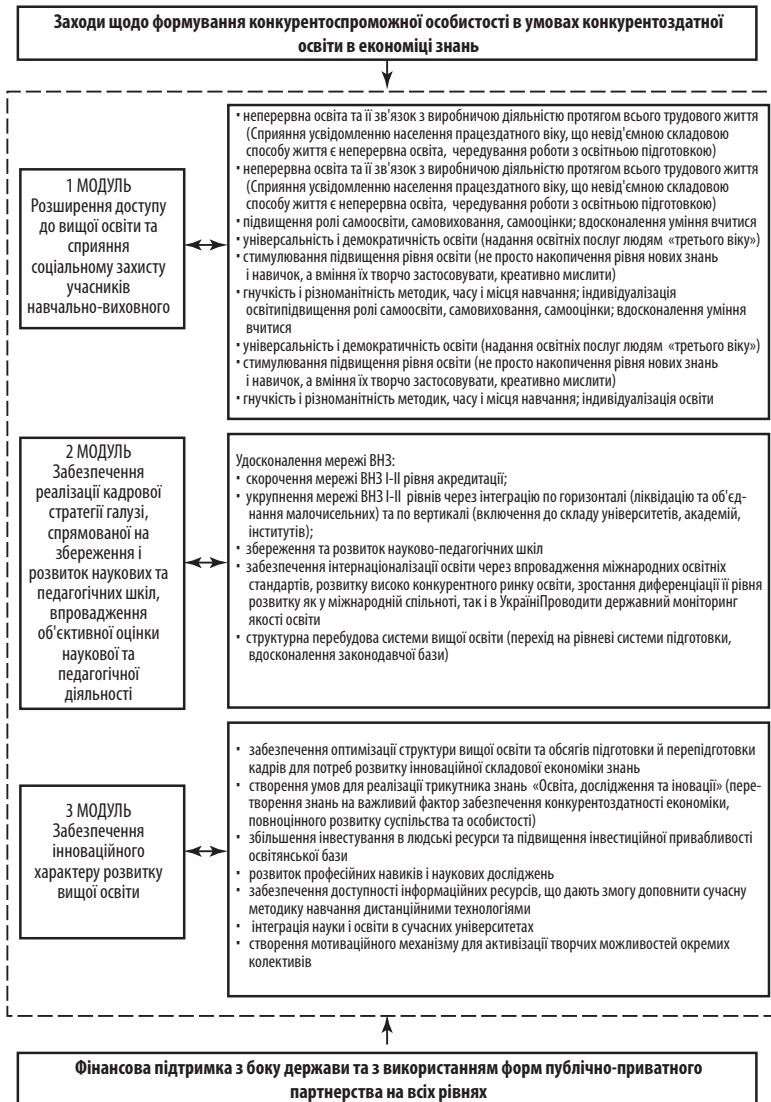 Заходи щодо формування конкурентоспроможної особистості в умовах конкурентоздатної
освіти в економіці знань
1 МОДУЛЬ
Розширення доступу
до вищої освіти та
сприяння
соціальному захисту
учасників
навчально-виховного
· неперервна освіта та її зв'язок з виробничою діяльністю протягом всього трудового життя
(Сприяння усвідомленню населення працездатного віку, що невід'ємною складовою
способу життя є неперервна освіта, чередування роботи з освітньою підготовкою)
· неперервна освіта та її зв'язок з виробничою діяльністю протягом всього трудового життя
(Сприяння усвідомленню населення працездатного віку, що невід'ємною складовою
способу життя є неперервна освіта, чередування роботи з освітньою підготовкою)
· підвищення ролі самоосвіти, самовиховання, самооцінки; вдосконалення уміння вчитися
· універсальність і демократичність освіти (надання освітніх послуг людям «третього віку»)
· стимулювання підвищення рівня освіти (не просто накопичення рівня нових знань
і навичок, а вміння їх творчо застосовувати, креативно мислити)
· гнучкість і різноманітність методик, часу і місця навчання; індивідуалізація
освітипідвищення ролі самоосвіти, самовиховання, самооцінки; вдосконалення уміння
вчитися
· універсальність і демократичність освіти (надання освітніх послуг людям «третього віку»)
· стимулювання підвищення рівня освіти (не просто накопичення рівня нових знань
і навичок, а вміння їх творчо застосовувати, креативно мислити)
· гнучкість і різноманітність методик, часу і місця навчання; індивідуалізація освіти
2 МОДУЛЬ
Забезпечення
реалізації кадрової
стратегії галузі,
спрямованої на
збереження і
розвиток наукових та
педагогічних шкіл,
впровадження
об'єктивної оцінки
наукової та
педагогічної
діяльності
Удосконалення мережі ВНЗ:
· скорочення мережі ВНЗ І-ІІ рівня акредитації;
· укрупнення мережі ВНЗ І-ІІ рівнів через інтеграцію по горизонталі (ліквідацію та об'єд-
нання малочисельних) та по вертикалі (включення до складу університетів, академій,
інститутів);
· збереження та розвиток науково-педагогічних шкіл
· забезпечення інтернаціоналізації освіти через впровадження міжнародних освітніх
стандартів, розвитку високо конкурентного ринку освіти, зростання диференціації її рівня
розвитку як у міжнародній спільноті, так і в УкраїніПроводити державний моніторинг
якості освіти
· структурна перебудова системи вищої освіти (перехід на рівневі системи підготовки,
вдосконалення законодавчої бази)
3 МОДУЛЬ
Забезпечення
інноваційного
характеру розвитку
вищої освіти
· забезпечення оптимізації структури вищої освіти та обсягів підготовки й перепідготовки
кадрів для потреб розвитку інноваційної складової економіки знань
· створення умов для реалізації трикутника знань «Освіта, дослідження та іновації» (пере-
творення знань на важливий фактор забезпечення конкурентоздатності економіки,
повноцінного розвитку суспільства та особистості)
· збільшення інвестування в людські ресурси та підвищення інвестиційної привабливості
освітянської бази
· розвиток професійних навиків і наукових досліджень
· забезпечення доступності інформаційних ресурсів, що дають змогу доповнити сучасну
методику навчання дистанційними технологіями
· інтеграція науки і освіти в сучасних університетах
· створення мотиваційного механізму для активізації творчих можливостей окремих
колективів
Фінансова підтримка з боку держави та з використанням форм публічно-приватного
партнерства на всіх рівнях